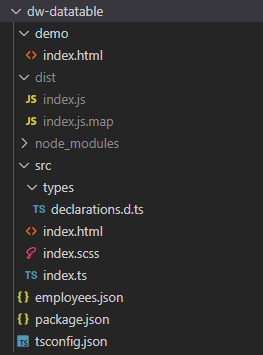 dw-datatable
demo
index.html
dist
JS index.js
JS index.js.map
node_modules
src
types
TS declarations.d.ts
index.html
index.scss
TS index.ts
{ } employees.json
{ } package.json
TS tsconfig.json